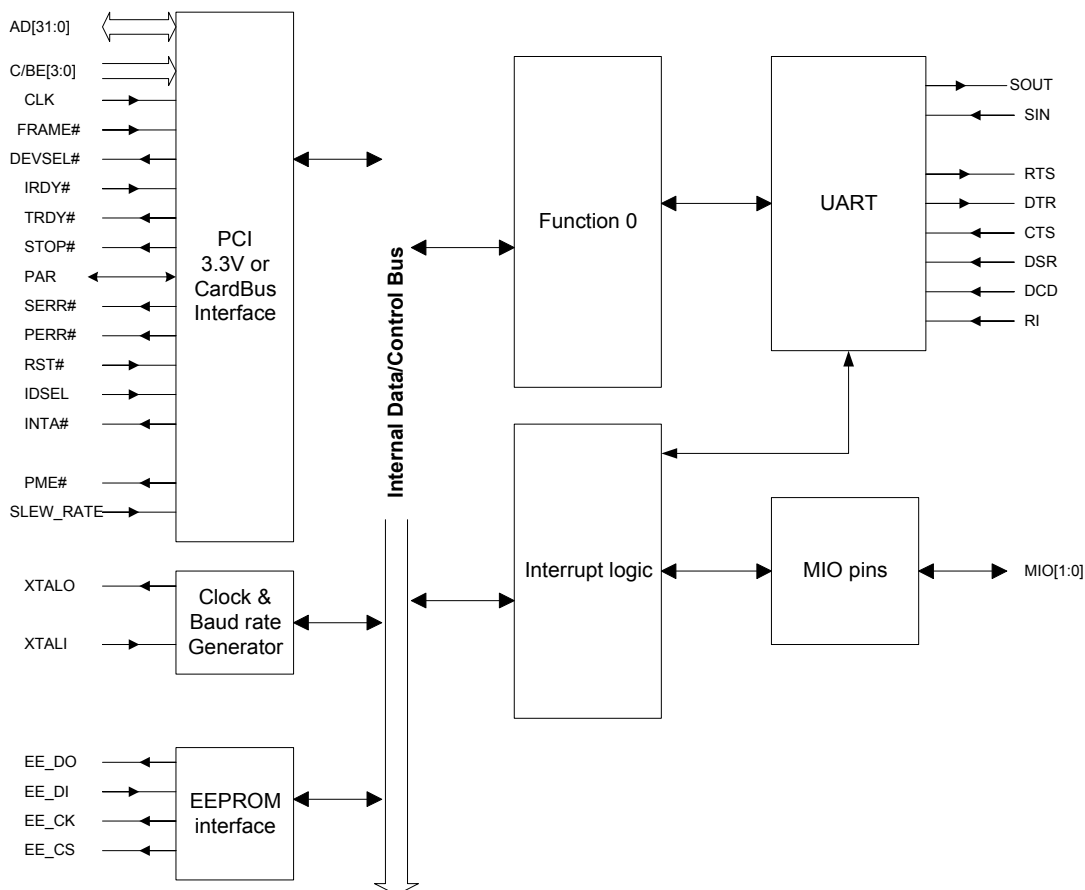 AD[31:0]
C/BE[3:0]
CLK
FRAME#
DEVSEL#
IRDY#
TRDY#
STOP#
PAR
SERR#
PERR#
RST#
IDSEL
INTA#
PME#
SLEW_RATE
PCI
3.3V or
CardBus
Interface
XTALO
XTALI
Clock &
Baud rate
Generator
EE_DO
EE_DI
EE_CK
EE_CS
EEPROM
interface
Internal Data/Control Bus
Function 0
Interrupt logic
UART
MIO pins
SOUT
SIN
RTS
DTR
CTS
DSR
DCD
RI
MIO[1:0]